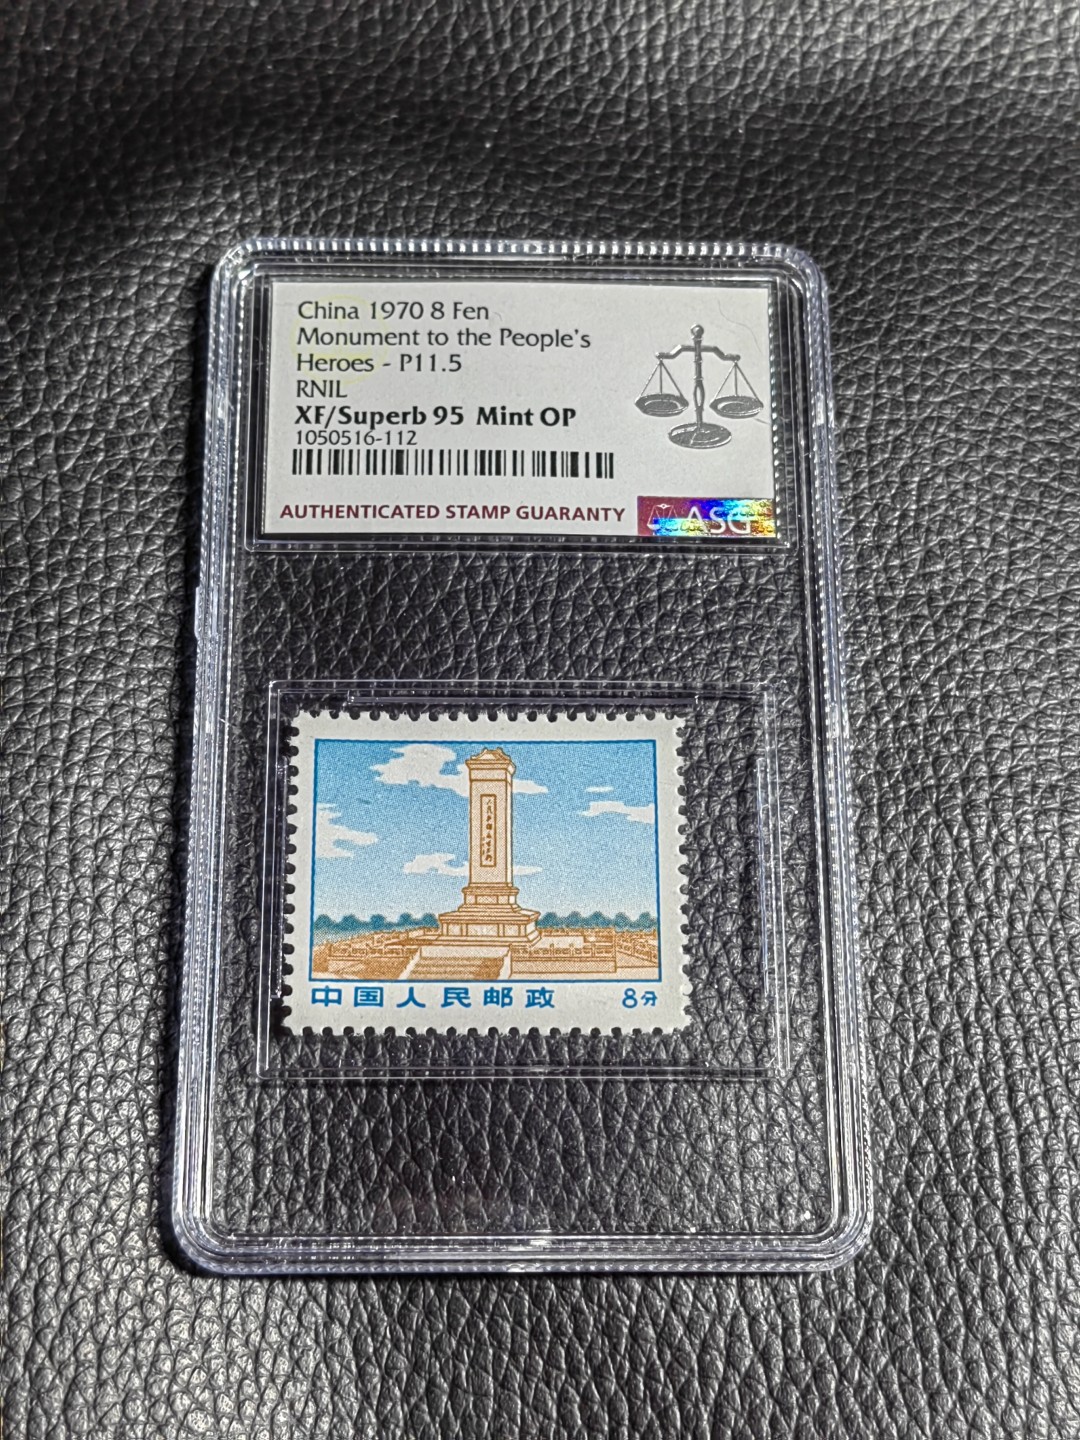 China 1970 8 Fen
Monument to the People's
Heroes - P11.5
RNIL
XF/Superb 95 Mint OP
1050516-112
AUTHENTICATED STAMP GUARANTY
ASG
中国人民邮政
8分